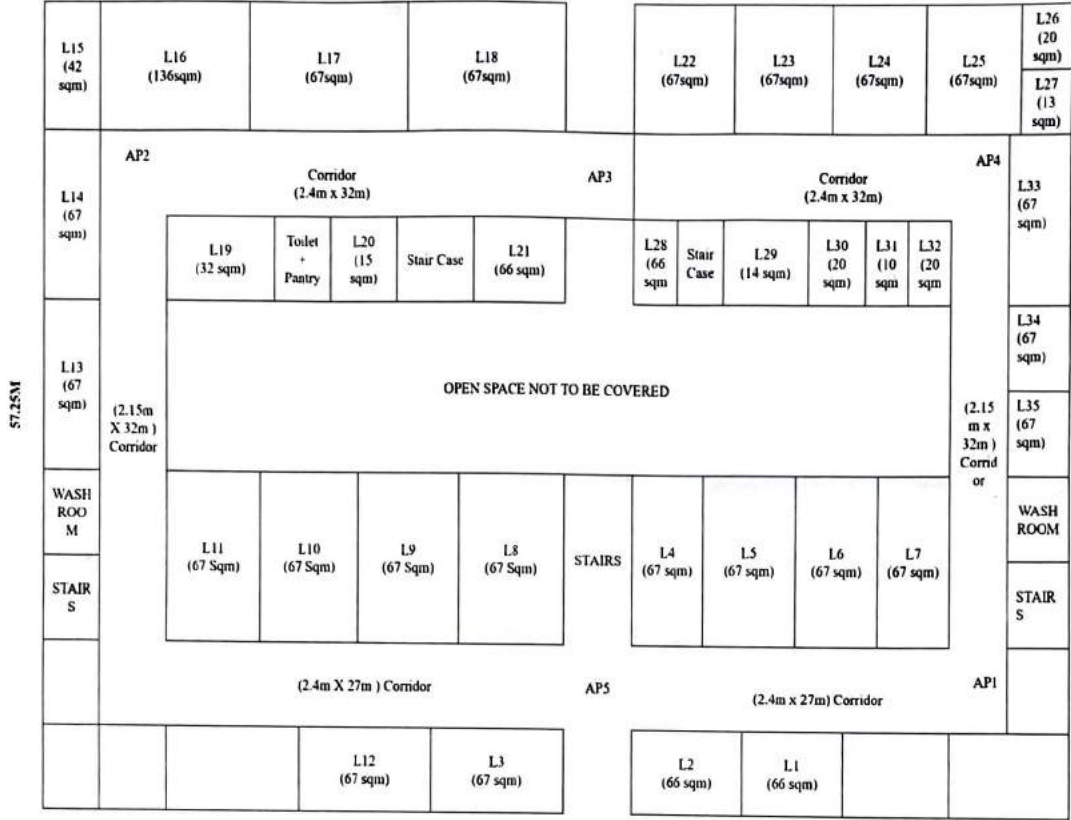 L15
(42
sqm)
L16
(136sqm)
L17
(67sqm)
L18
(67sqm)
L22
(67sqm)
L23
(67sqm)
L24
(67sqm)
L25
(67sqm)
L26
(20
sqm)
L27
(13
sqm)
AP2
Corridor
(2.4m x 32m)
AP3
Corridor
(2.4m x 32m)
AP4
L14
(67
sqm)
L33
(67
sqm)
L19
(32 sqm)
Toilet
+
Pantry
L20
(15
sqm)
Stair Case
L21
(66 sqm)
L28
(66
sqm
Stair
Case
L29
(14 sqm)
L30
(20
sqm)
L31
(10
sqm
L32
(20
sqm
L34
(67
sqm)
57.25M
L13
(67
sqm)
(2.15m
X 32m )
Corridor
OPEN SPACE NOT TO BE COVERED
(2.15
m x
32m )
Corrid
or
L35
(67
sqm)
WASH
ROO
M
L11
(67 Sqm)
L10
(67 Sqm)
L9
(67 Sqm)
L8
(67 Sqm)
STAIRS
L4
(67 sqm)
L5
(67 sqm)
L6
(67 sqm)
L7
(67 sqm)
WASH
ROOM
STAIR
S
STAIR
S
(2.4m X 27m ) Corridor
AP5
(2.4m x 27m) Corridor
AP1
L12
(67 sqm)
L3
(67 sqm)
L2
(66 sqm)
L1
(66 sqm)